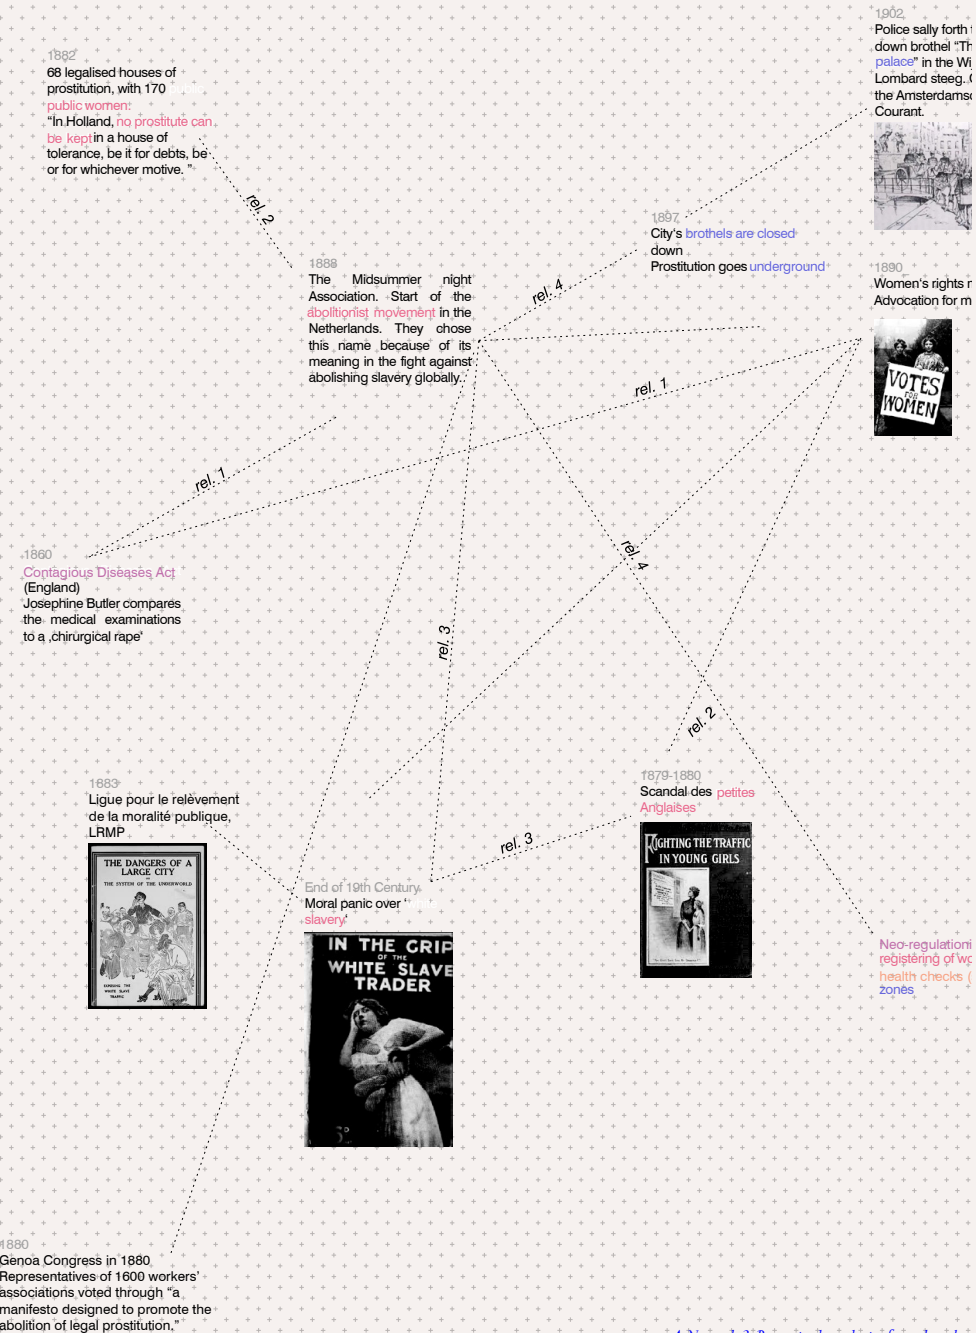 1882
68 legalised houses of
prostitution, with 170
public women:
“In Holland, no prostitute can
be kept in a house of
tolerance, be it for debts, be
or for whichever motive. ”
rel. 2
1888
The Midsummer night
Association. Start of the
abolitionist movement in the
Netherlands. They chose
this name because of its
meaning in the fight against
abolishing slavery globally..
1902
Police sally forth
down brothel “Th
palace” in the Wi
Lombard steeg.
the Amsterdams
Courant.
1897
City's brothels are closed
down
Prostitution goes underground
rel. 4
1890
Women's rights
Advocation for m
VOTES
FOR
WOMEN
rel. 1
rel. 1
1860
Contagious Diseases Act
(England)
Josephine Butler compares
the medical examinations
to a ‚chirurgical rape‘
rel. 4
rel. 3
rel. 2
1883
Ligue pour le relèvement
de la moralité publique,
LRMP
THE DANGERS OF A
LARGE CITY
OR
THE SYSTEM OF THE UNDERWORLD
EXPOSING THE
WHITE SLAVE
TRAFFIC
End of 19th Century
Moral panic over ‘
slavery‘
IN THE GRIP
OF THE
WHITE SLAVE
TRADER
rel. 3
1879-1880
Scandal des petites
Anglaises
FIGHTING THE TRAFFIC
IN YOUNG GIRLS
Neo-regulationi
registering of wo
health checks (
zones
1880
Genoa Congress in 1880
Representatives of 1600 workers’
associations voted through “a
manifesto designed to promote the
abolition of legal prostitution.”